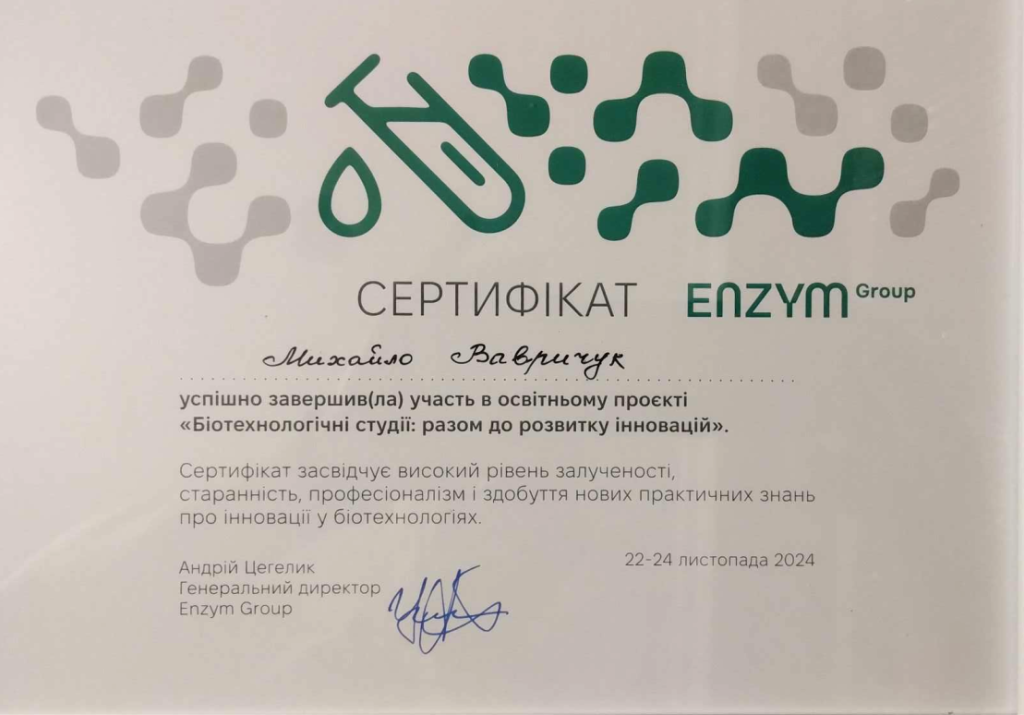 СЕРТИФІКАТ ENZYM Group
Михайло Вавричук
успішно завершив(ла) участь в освітньому проєкті
«Біотехнологічні студії: разом до розвитку інновацій».
Сертифікат засвідчує високий рівень залученості,
старанність, професіоналізм і здобуття нових практичних знань
про інновації у біотехнологіях.
Андрій Цегелик
Генеральний директор
Enzym Group
22-24 листопада 2024